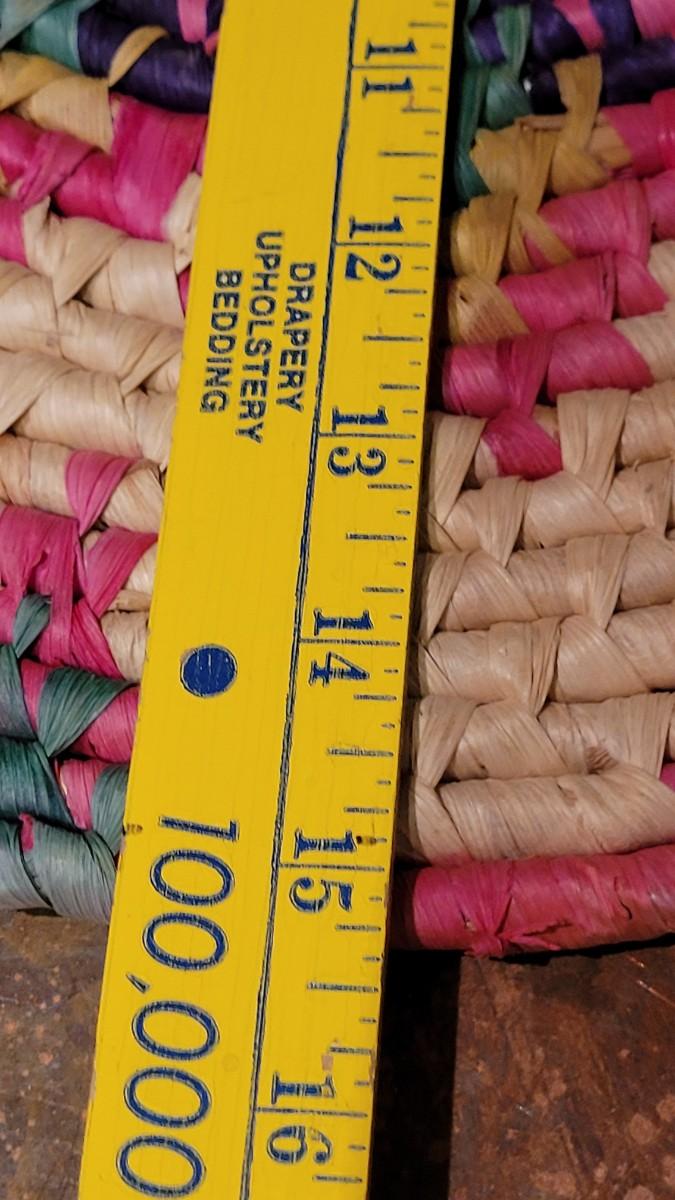 11
12
13
14
15
16
DRAPERY
UPHOLSTERY
BEDDING
100,000